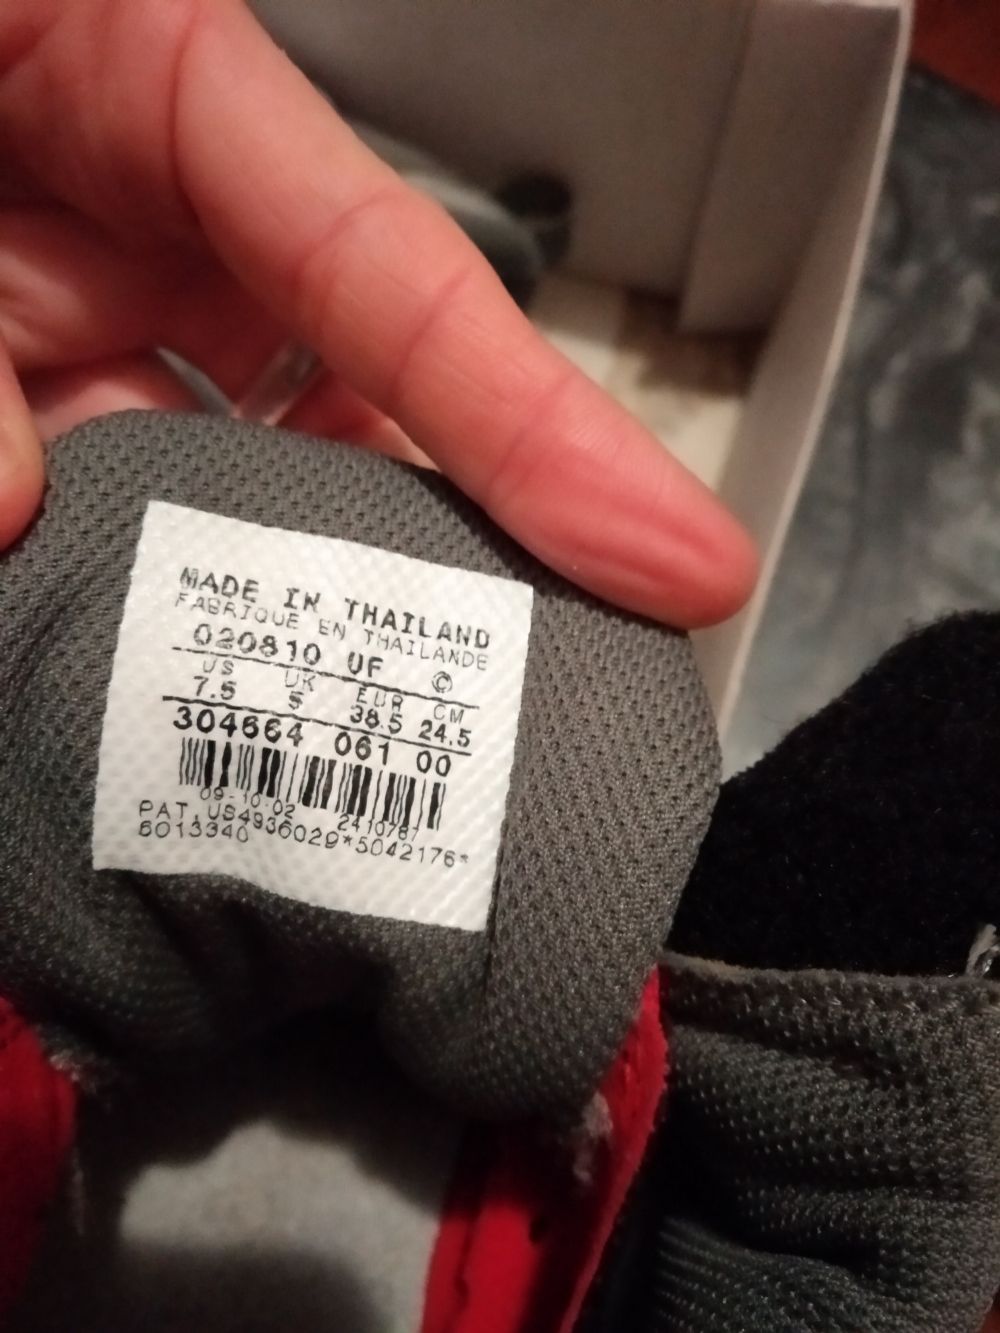 MADE IN THAILAND
FABRIQUE EN THAILANDE
020810 UF ©
US UK EUR CM
7.5 5 38.5 24.5
304664 061 00
09-10-02 2410787
PAT. US4936029*5042176*
6013340